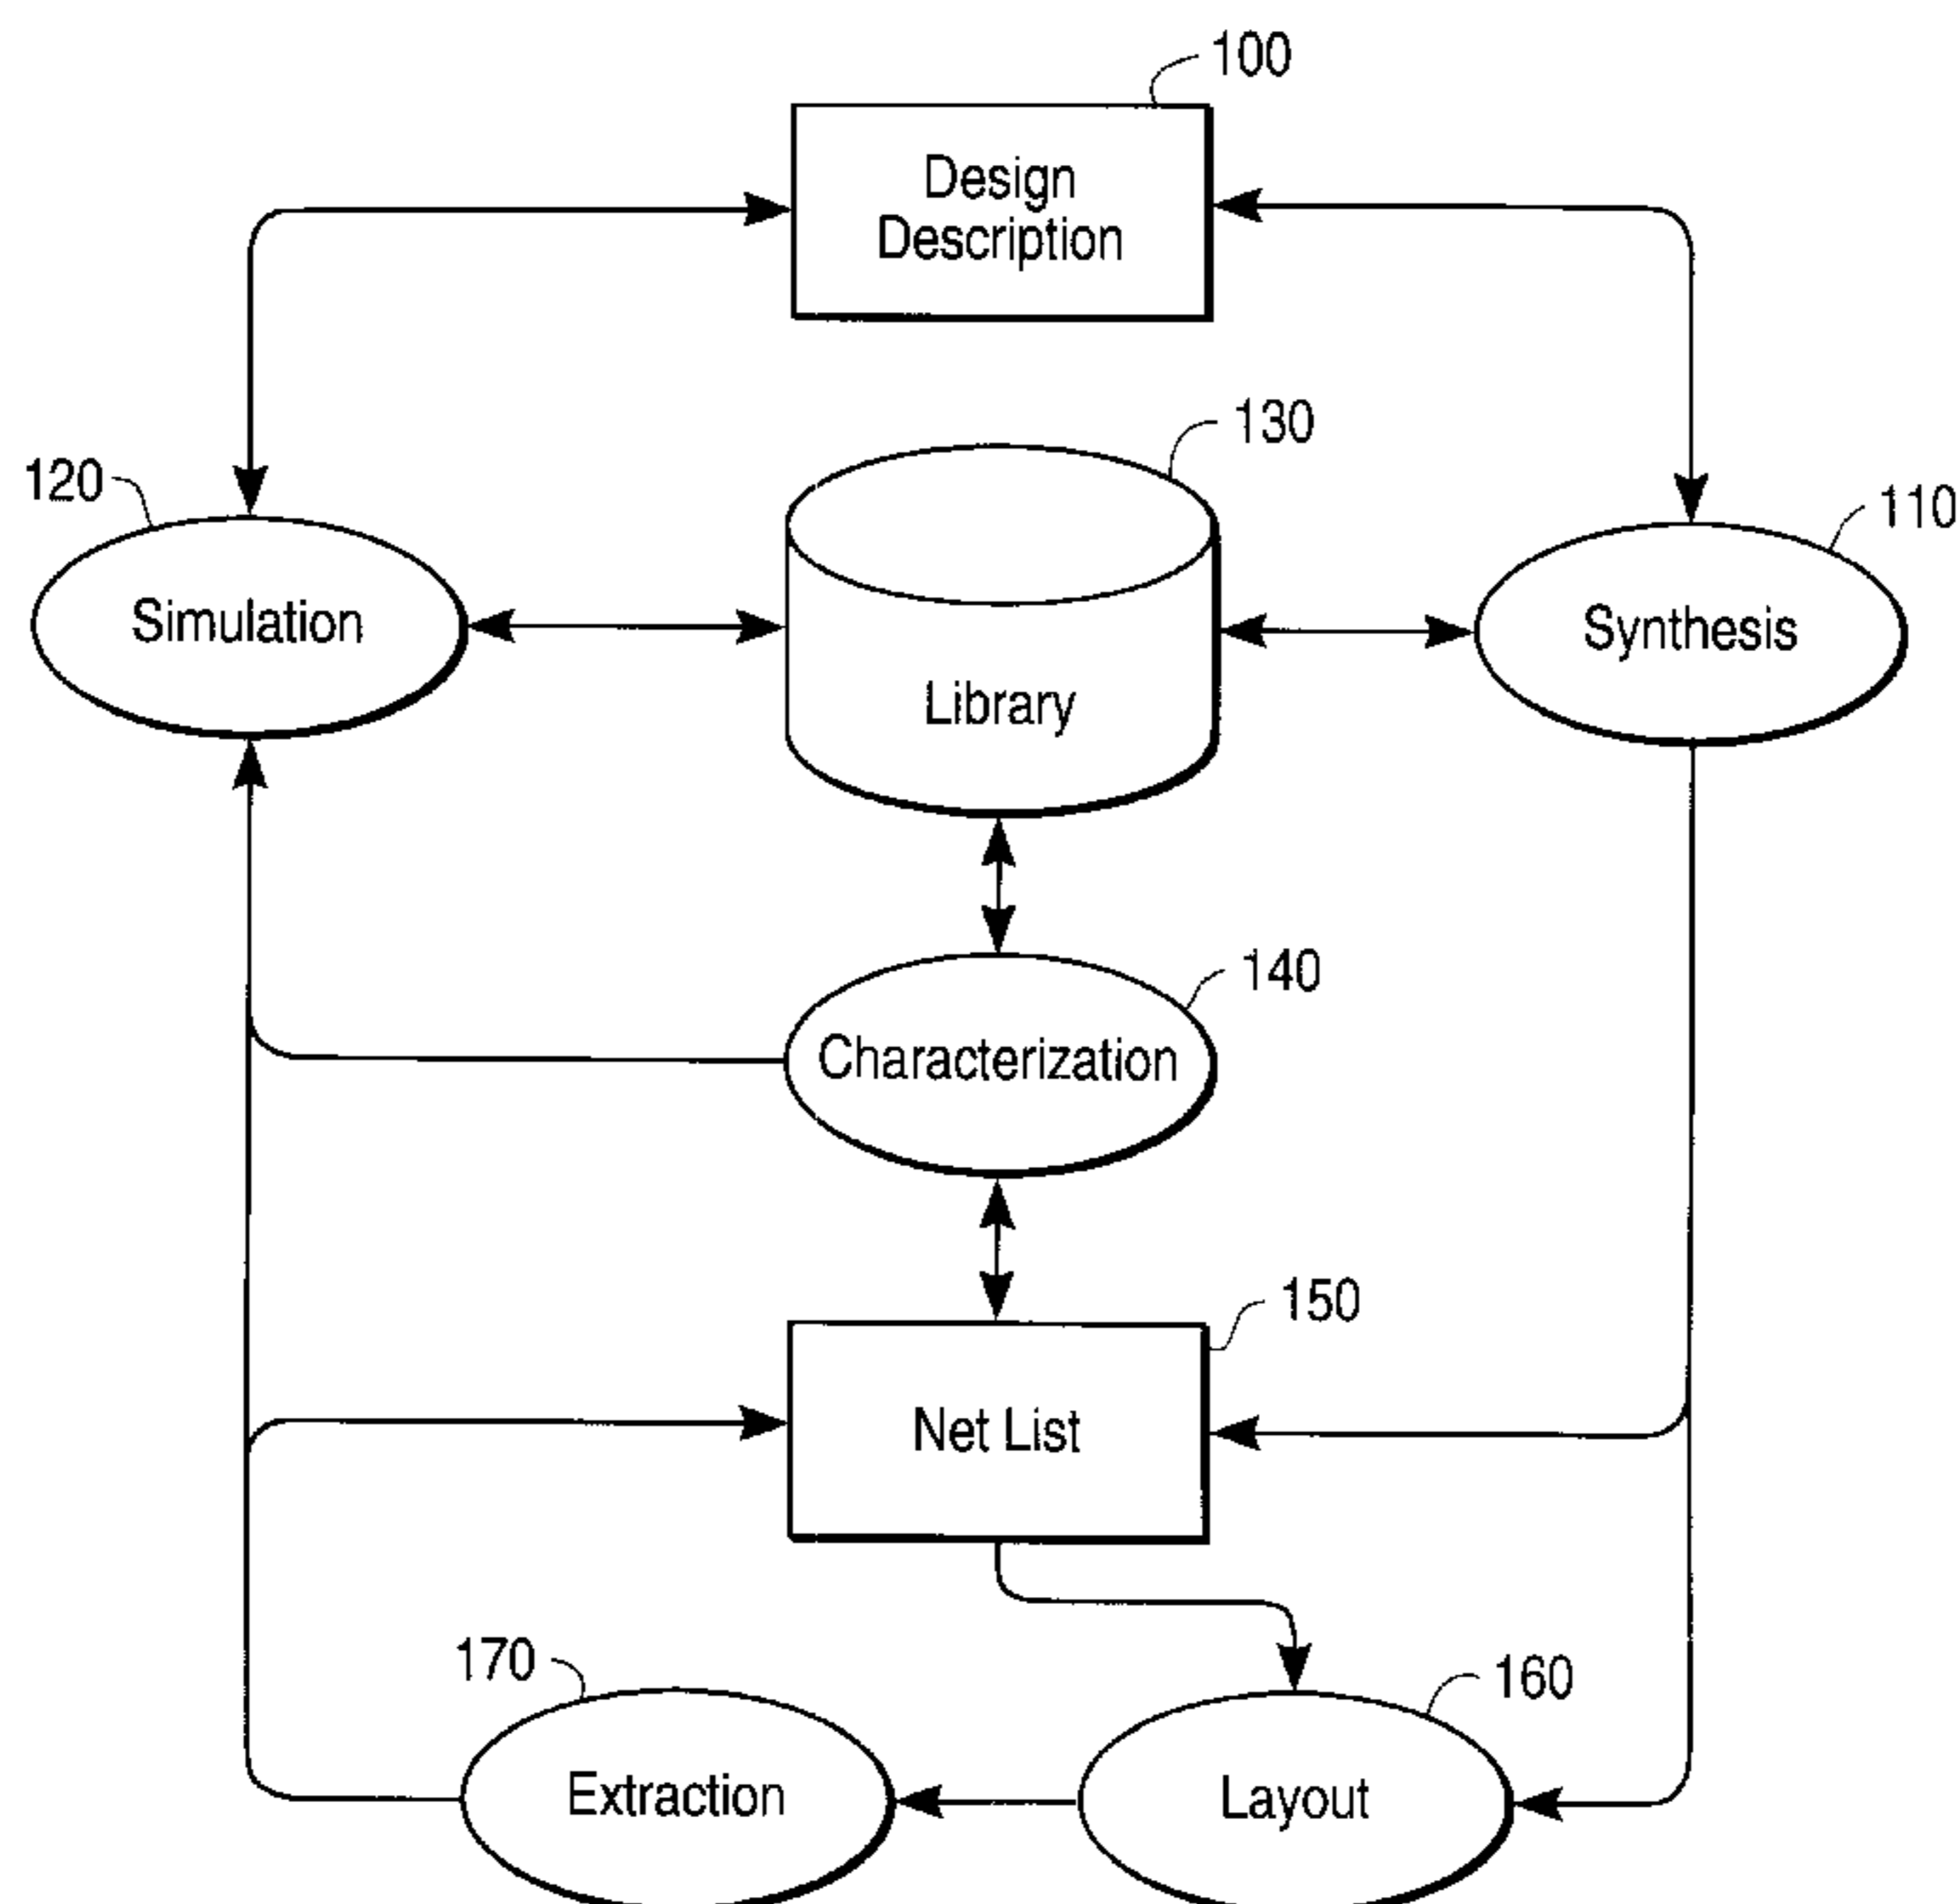 100
Design
Description
130
120
110
Simulation
Synthesis
Library
140
Characterization
150
Net List
170
160
Extraction
Layout